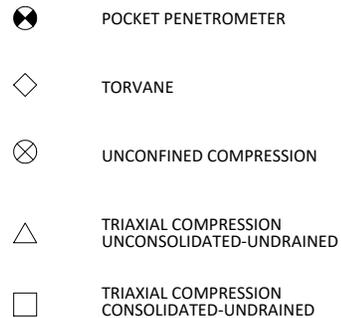 POCKET PENETROMETER
TORVANE
UNCONFINED COMPRESSION
TRIAXIAL COMPRESSION
UNCONSOLIDATED-UNDRAINED
TRIAXIAL COMPRESSION
CONSOLIDATED-UNDRAINED